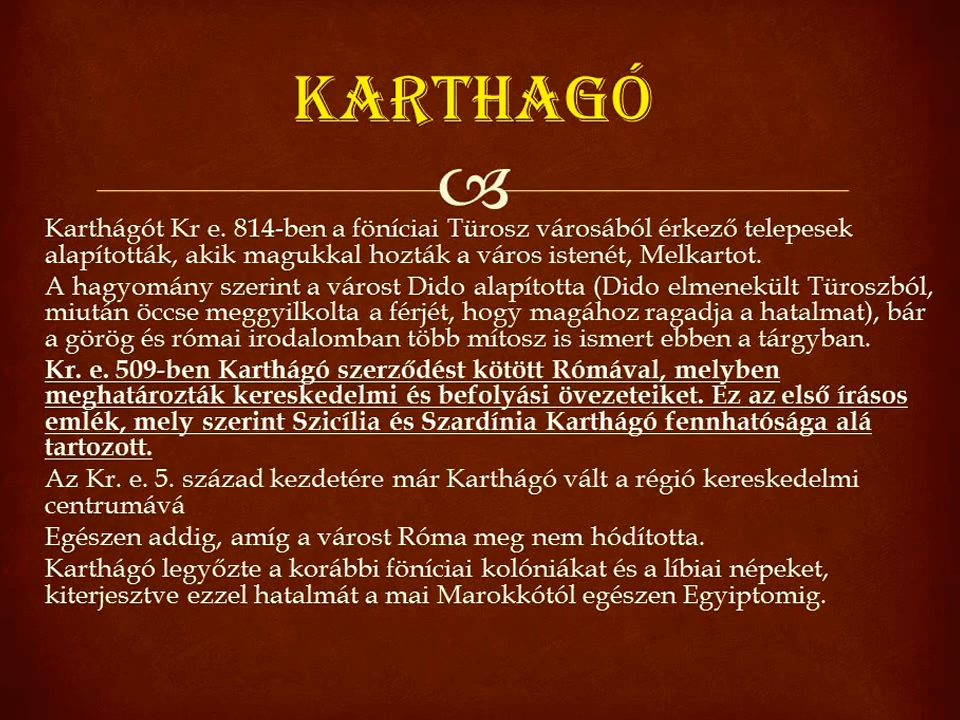 KARTHAGÓ
Karthágót Kr e. 814-ben a föníciai Türosz városából érkező telepesek
alapították, akik magukkal hozták a város istenét, Melkartot.
A hagyomány szerint a várost Dido alapította (Dido elmenekült Türoszból,
miután öccse meggyilkolta a férjét, hogy magához ragadja a hatalmat), bár
a görög és római irodalomban több mítosz is ismert ebben a tárgyban.
Kr. e. 509-ben Karthágó szerződést kötött Rómával, melyben
meghatározták kereskedelmi és befolyási övezeteiket. Ez az első írásos
emlék, mely szerint Szicília és Szardínia Karthágó fennhatósága alá
tartozott.
Az Kr. e. 5. század kezdetére már Karthágó vált a régió kereskedelmi
centrumává
Egészen addig, amíg a várost Róma meg nem hódította.
Karthágó legyőzte a korábbi föníciai kolóniákat és a líbiai népeket,
kiterjesztve ezzel hatalmát a mai Marokkótól egészen Egyiptomig.